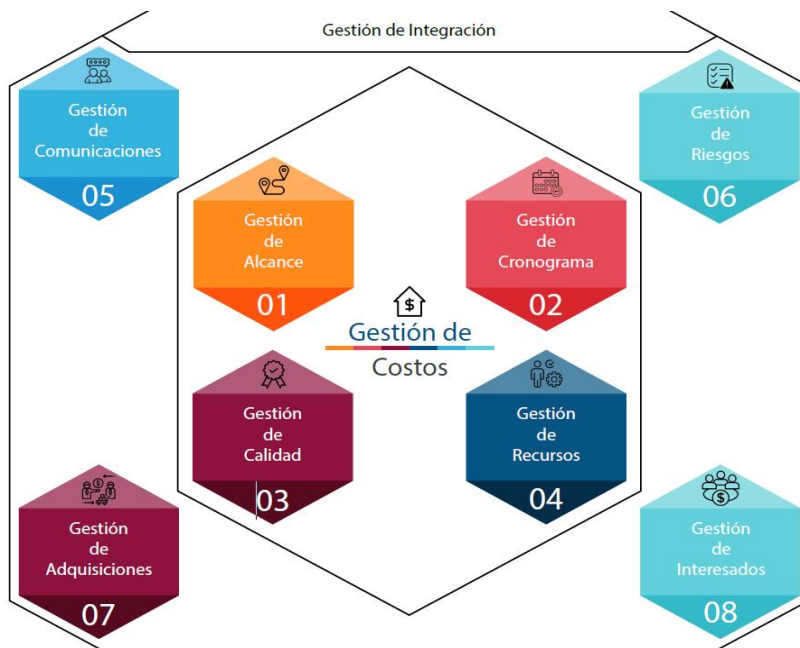 Gestión de Integración
Gestión
de
Comunicaciones
05
Gestión
de
Riesgos
06
Gestión
de
Alcance
01
Gestión
de
Cronograma
02
$
Gestión de
Costos
Gestión
de
Calidad
03
Gestión
de
Recursos
04
$
Gestión
de
Adquisiciones
07
$
Gestión
de
Interesados
08